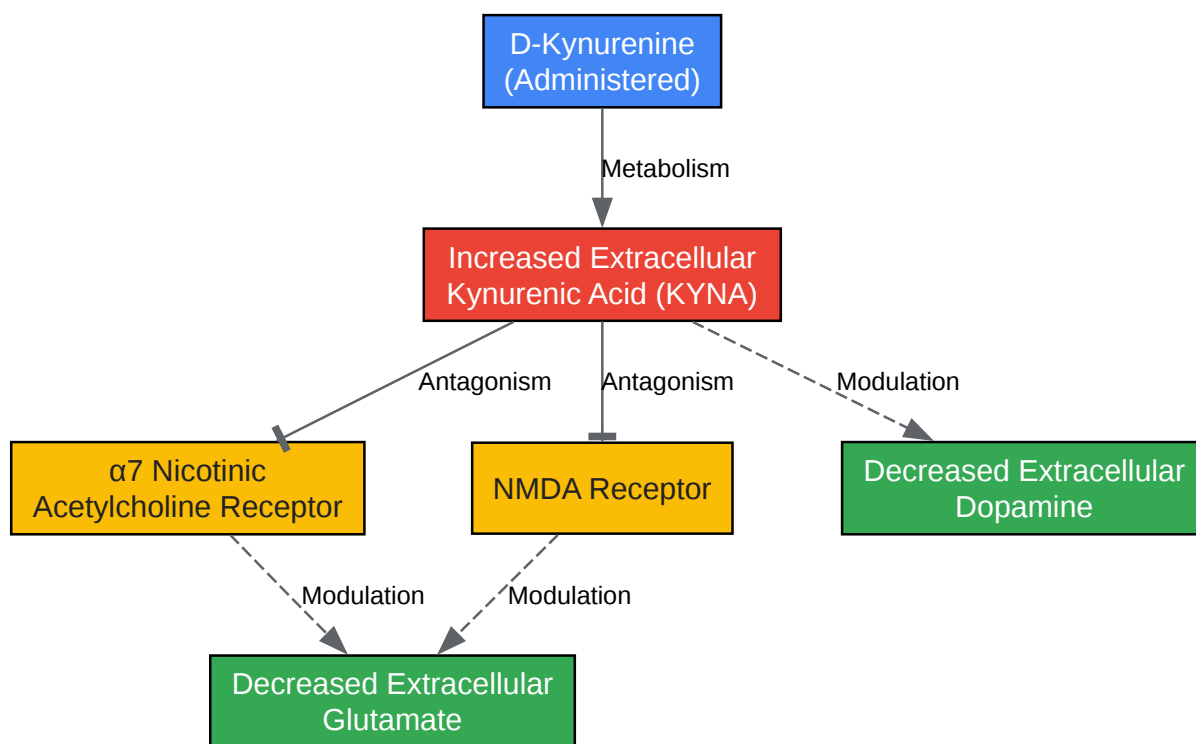 D-Kynurenine
(Administered)
Metabolism
Increased Extracellular
Kynurenic Acid (KYNA)
Antagonism
Antagonism
Modulation
α7 Nicotinic
Acetylcholine Receptor
NMDA Receptor
Decreased Extracellular
Dopamine
Modulation
Modulation
Decreased Extracellular
Glutamate